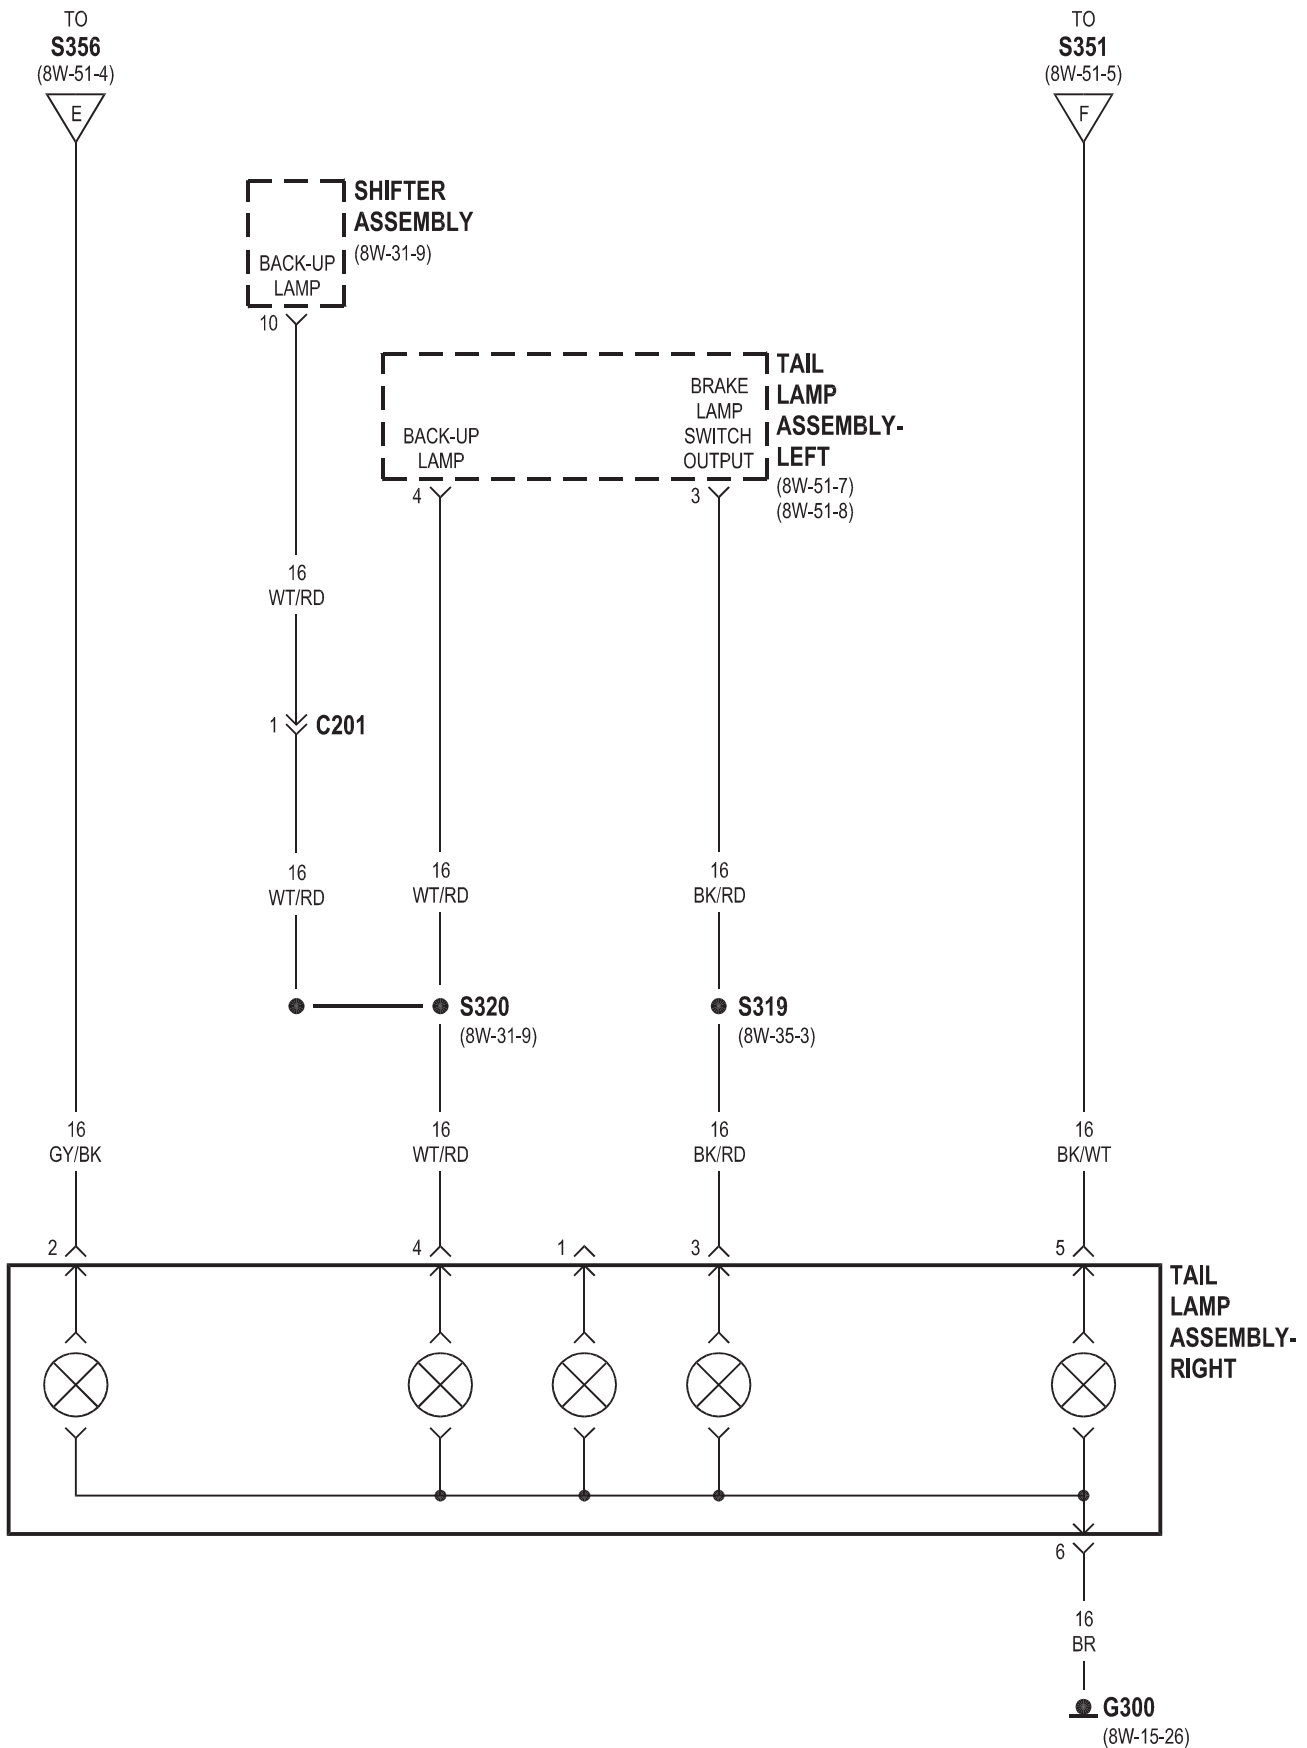 TO
S356
(8W-51-4)
E
TO
S351
(8W-51-5)
F
SHIFTER
ASSEMBLY
(8W-31-9)
BACK-UP
LAMP
10
TAIL
LAMP
ASSEMBLY-
LEFT
(8W-51-7)
(8W-51-8)
BACK-UP
LAMP
BRAKE
LAMP
SWITCH
OUTPUT
4
3
16
WT/RD
1
C201
16
WT/RD
16
WT/RD
16
BK/RD
S320
(8W-31-9)
S319
(8W-35-3)
16
GY/BK
16
WT/RD
16
BK/RD
16
BK/WT
2
4
1
3
5
TAIL
LAMP
ASSEMBLY-
RIGHT
6
16
BR
G300
(8W-15-26)